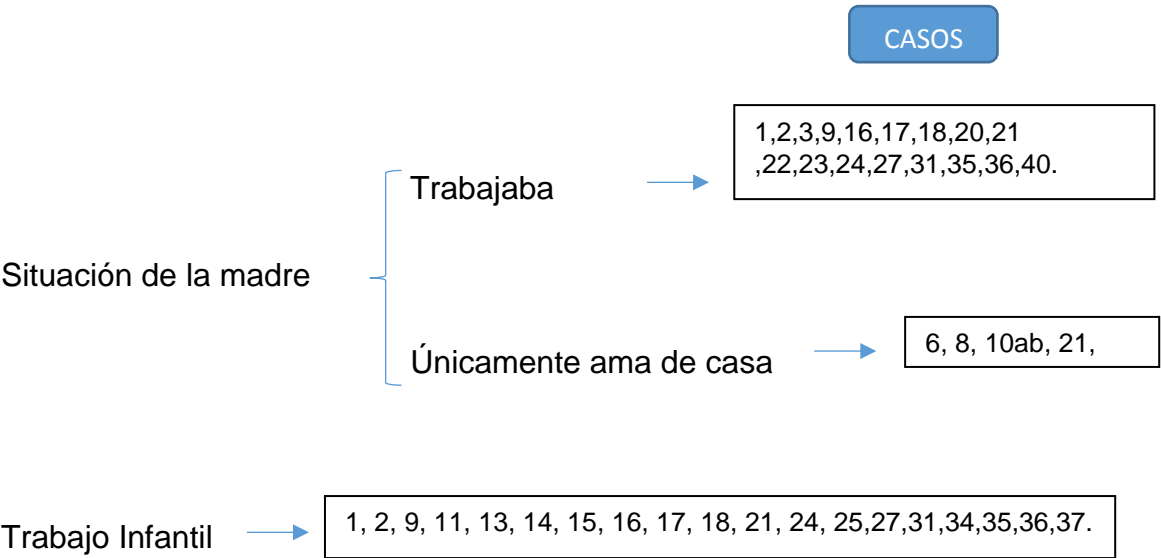 CASOS
1,2,3,9,16,17,18,20,21
,22,23,24,27,31,35,36,40.
Trabajaba
Situación de la madre
6, 8, 10ab, 21,
Únicamente ama de casa
1, 2, 9, 11, 13, 14, 15, 16, 17, 18, 21, 24, 25,27,31,34,35,36,37.
Trabajo Infantil